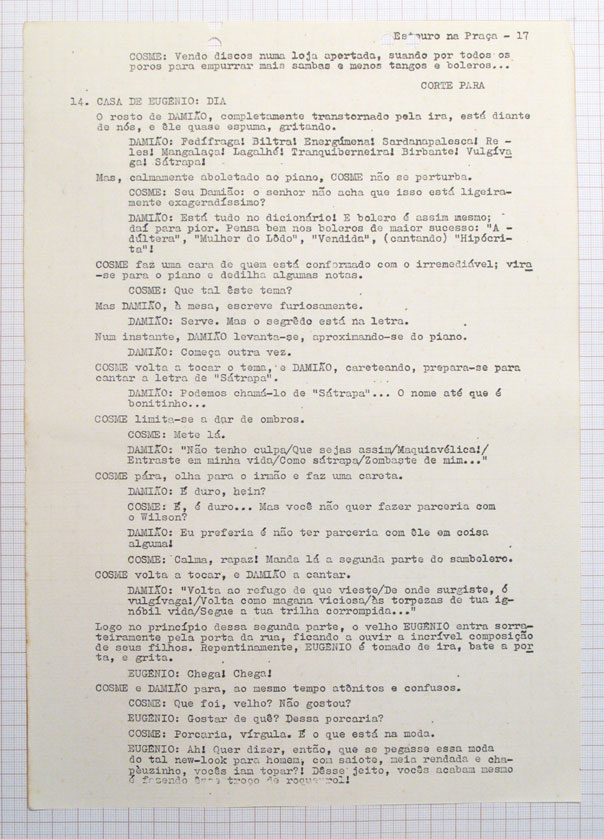 Estouro na Praça - 17
COSME: Vendo discos numa loja apertada, suando por todos os
poros para empurrar mais sambas e menos tangos e boleros...
CORTE PARA
14. CASA DE EUGÊNIO: DIA
O rosto de DAMIÃO, completamente transtornado pela ira, está diante
de nós, e êle quase espuma, gritando.
DAMIÃO: Fedífraga! Biltra! Energúmena! Sardanapalesca! Re -
les! Mangalaça! Lagalhé! Tranquiberneira! Birbante! Vulgíva
ga! Sátrapa!
Mas, calmamente aboletado ao piano, COSME não se perturba.
COSME: Seu Damião: o senhor não acha que isso está ligeira-
mente exageradíssimo?
DAMIÃO: Está tudo no dicionário! E bolero é assim mesmo;
daí para pior. Pensa bem nos boleros de maior sucesso: "A -
dúltera", "Mulher do Lôdo", "Vendida", (cantando) "Hipócri-
ta"!
COSME faz uma cara de quem está conformado com o irremediável; vira
-se para o piano e dedilha algumas notas.
COSME: Que tal êste tema?
Mas DAMIÃO, à mesa, escreve furiosamente.
DAMIÃO: Serve. Mas o segrêdo está na letra.
Num instante, DAMIÃO levanta-se, aproximando-se do piano.
DAMIÃO: Começa outra vez.
COSME volta a tocar o tema, e DAMIÃO, careteando, prepara-se para
cantar a letra de "Sátrapa".
DAMIÃO: Podemos chamá-lo de "Sátrapa"... O nome até que é
bonitinho...
COSME limita-se a dar de ombros.
COSME: Mete lá.
DAMIÃO: "Não tenho culpa/Que sejas assim/Maquiavélica!/
Entraste em minha vida/Como sátrapa/Zombaste de mim..."
COSME pára, olha para o irmão e faz uma careta.
DAMIÃO: É duro, hein?
COSME: É, é duro... Mas você não quer fazer parceria com
o Wilson?
DAMIÃO: Eu preferia é não ter parceria com êle em coisa
alguma!
COSME: Calma, rapaz! Manda lá a segunda parte do sambolero.
COSME volta a tocar, e DAMIÃO a cantar.
DAMIÃO: "Volta ao refugo de que vieste/De onde surgiste, ó
vulgívaga!/Volta como magana viciosa/às torpezas de tua ig-
nóbil vida/Segue a tua trilha corrompida..."
Logo no princípio dessa segunda parte, o velho EUGÊNIO entra sorra-
teiramente pela porta da rua, ficando a ouvir a incrível composição
de seus filhos. Repentinamente, EUGÊNIO é tomado de ira, bate a por
ta, e grita.
EUGÊNIO: Chega! Chega!
COSME e DAMIÃO para, ao mesmo tempo atônitos e confusos.
COSME: Que foi, velho? Não gostou?
EUGÊNIO: Gostar de quê? Dessa porcaria?
COSME: Porcaria, vírgula. É o que está na moda.
EUGÊNIO: Ah! Quer dizer, então, que se pegasse essa moda
do tal new-look para homem, com saiote, meia rendada e cha-
pèuzinho, vocês iam topar?! Dêsse jeito, vocês acabam mesmo
é fazendo êsse troço de roquenrol!